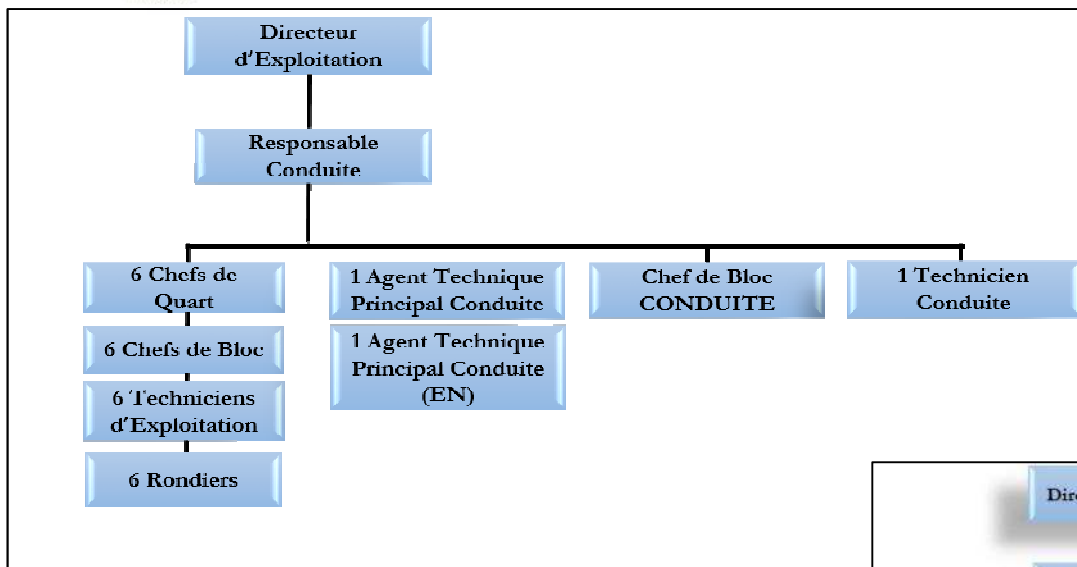 Directeur
d'Exploitation
Responsable
Conduite
6 Chefs de
Quart
1 Agent Technique
Principal Conduite
Chef de Bloc
CONDUITE
1 Technicien
Conduite
6 Chefs de Bloc
1 Agent Technique
Principal Conduite
(EN)
6 Techniciens
d'Exploitation
6 Rondiers